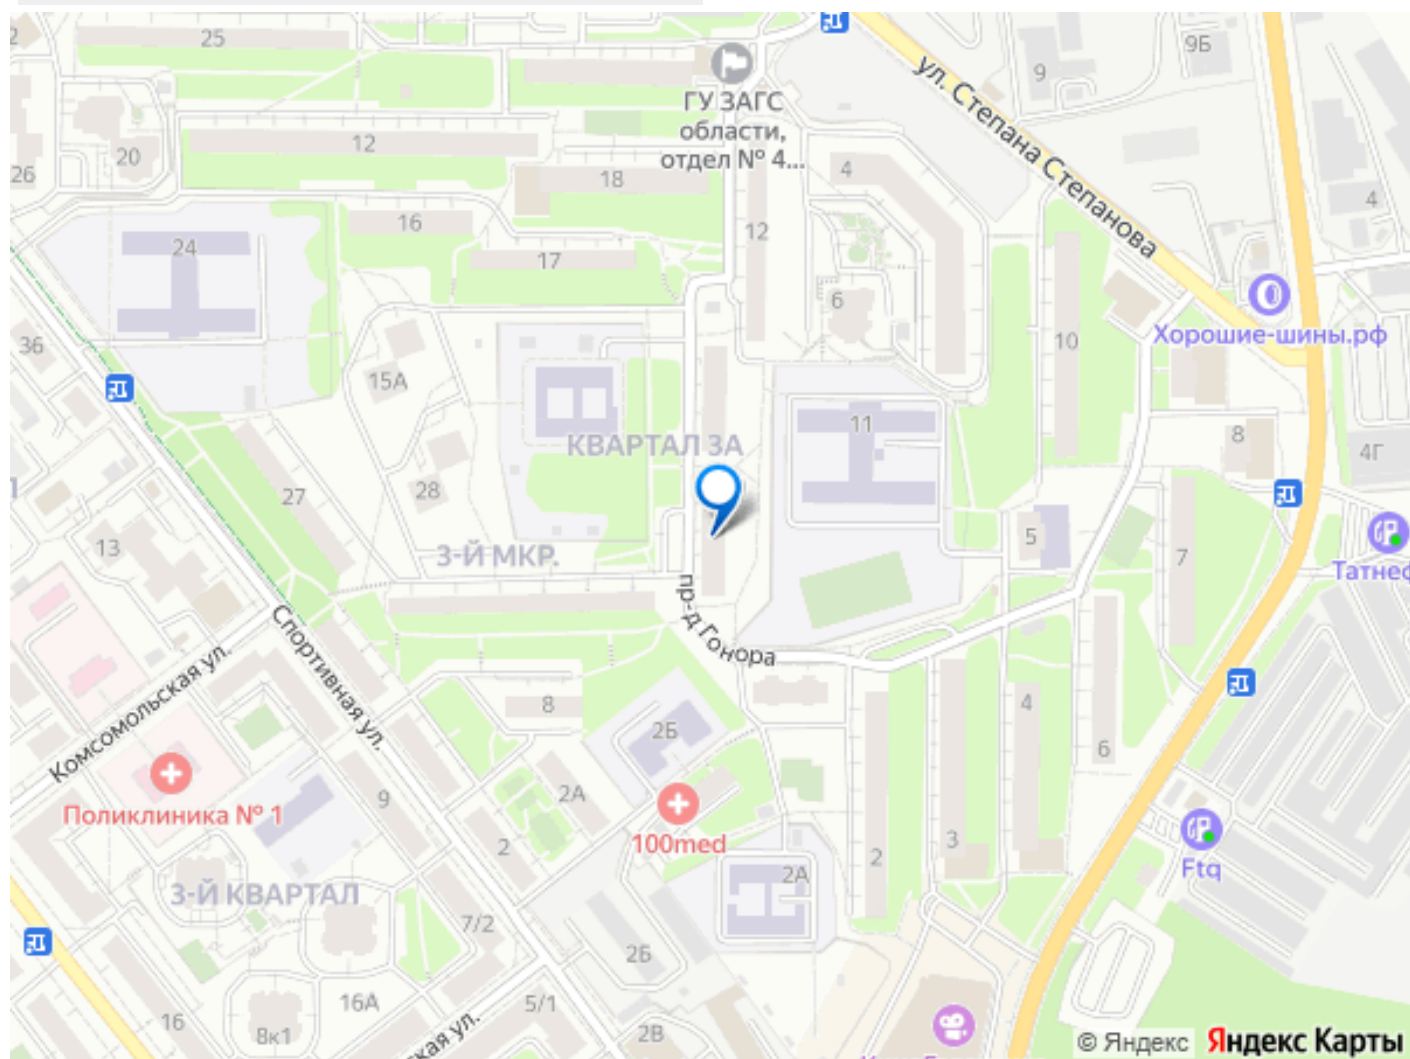 25
9Б
9
2
ГУ ЗАГС
области,
отдел № 4...
ул. Степана Степанова
12
20
26
18
4
4
16
12
24
17
6
36
10
Хорошие-шины.рф
15А
11
8
КВАРТАЛ 3А
4Г
28
27
5
13
3-Й МКР.
7
Татнеф
пр-д Гонора
Спортивная ул.
Комсомольская ул.
8
4
2Б
6
Поликлиника № 1
9
2А
100med
3
2
2
2А
Ftq
3-Й КВАРТАЛ
7/2
2Б
16А
5/1
16
8к1
2В
ская ул.
© Яндекс Яндекс Карты